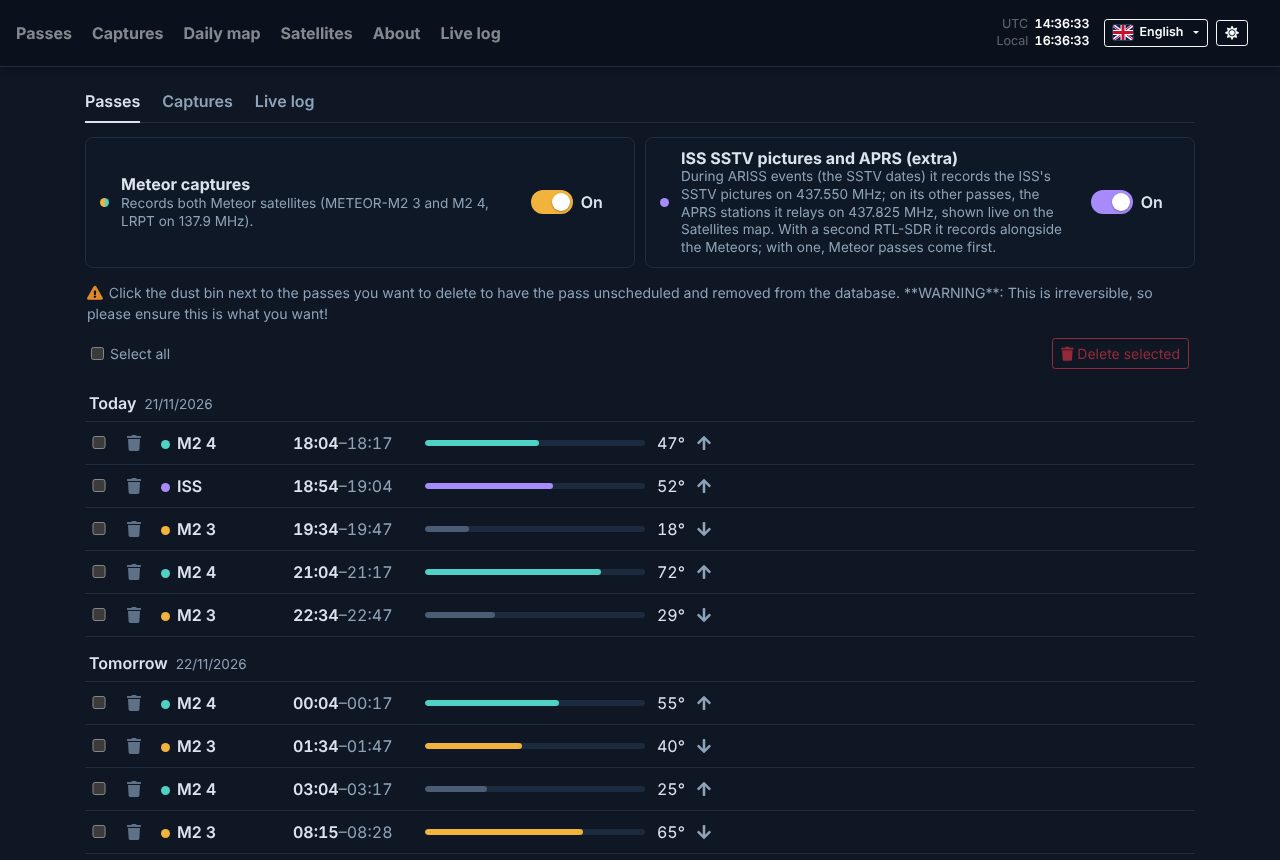 Passes Captures Daily map Satellites About Live log
UTC 14:36:33
Local 16:36:33
English
Passes Captures Live log
Meteor captures
Records both Meteor satellites (METEOR-M2 3 and M2 4,
LRPT on 137.9 MHz).
On
ISS SSTV pictures and APRS (extra)
During ARISS events (the SSTV dates) it records the ISS's
SSTV pictures on 437.550 MHz; on its other passes, the
APRS stations it relays on 437.825 MHz, shown live on the
Satellites map. With a second RTL-SDR it records alongside
the Meteors; with one, Meteor passes come first.
On
Click the dust bin next to the passes you want to delete to have the pass unscheduled and removed from the database. **WARNING**: This is irreversible, so
please ensure this is what you want!
Select all
Delete selected
Today 21/11/2026
M2 4 18:04–18:17 47° ↑
ISS 18:54–19:04 52° ↑
M2 3 19:34–19:47 18° ↓
M2 4 21:04–21:17 72° ↑
M2 3 22:34–22:47 29° ↓
Tomorrow 22/11/2026
M2 4 00:04–00:17 55° ↑
M2 3 01:34–01:47 40° ↓
M2 4 03:04–03:17 25° ↑
M2 3 08:15–08:28 65° ↓